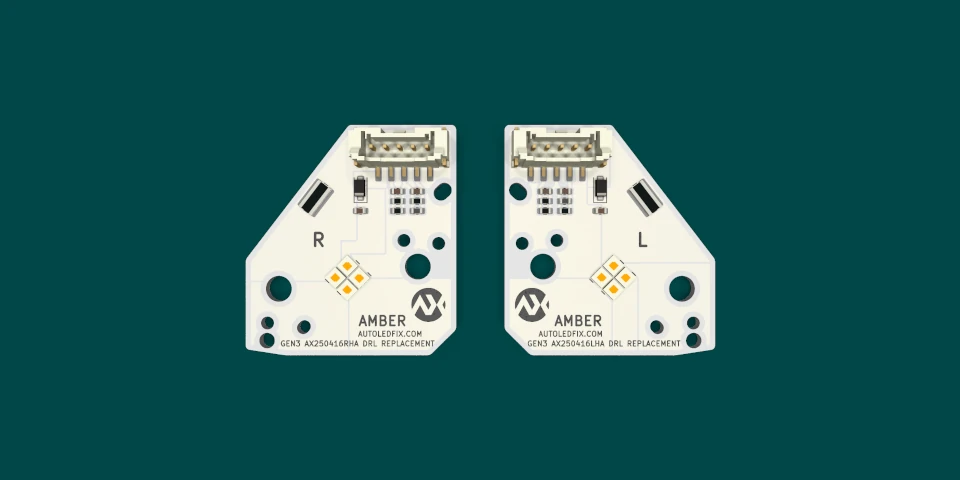 R
AMBER
AUTOLEDFIX.COM
GEN3 AX250416RHA DRL REPLACEMENT
L
AMBER
AUTOLEDFIX.COM
GEN3 AX250416LHA DRL REPLACEMENT